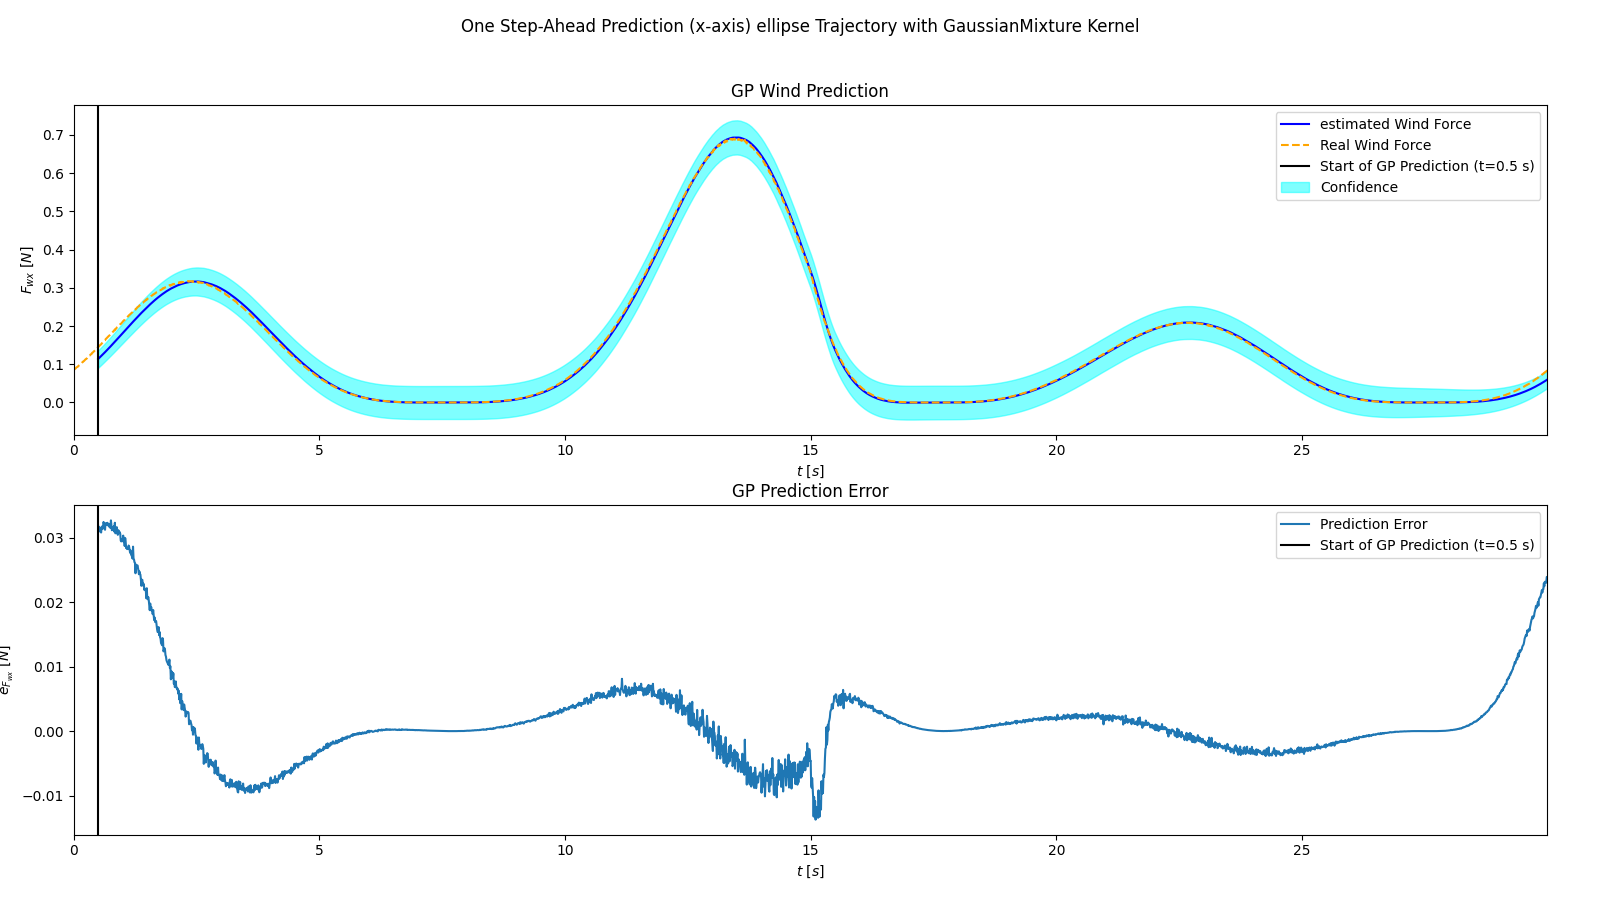 One Step-Ahead Prediction (x-axis) ellipse Trajectory with GaussianMixture Kernel
GP Wind Prediction
estimated Wind Force
Real Wind Force
Start of GP Prediction (t=0.5 s)
Confidence
F_wx [N]
0.7
0.6
0.5
0.4
0.3
0.2
0.1
0.0
0 5 10 15 20 25
t [s]
GP Prediction Error
Prediction Error
Start of GP Prediction (t=0.5 s)
e_F_wx [N]
0.03
0.02
0.01
0.00
−0.01
0 5 10 15 20 25
t [s]